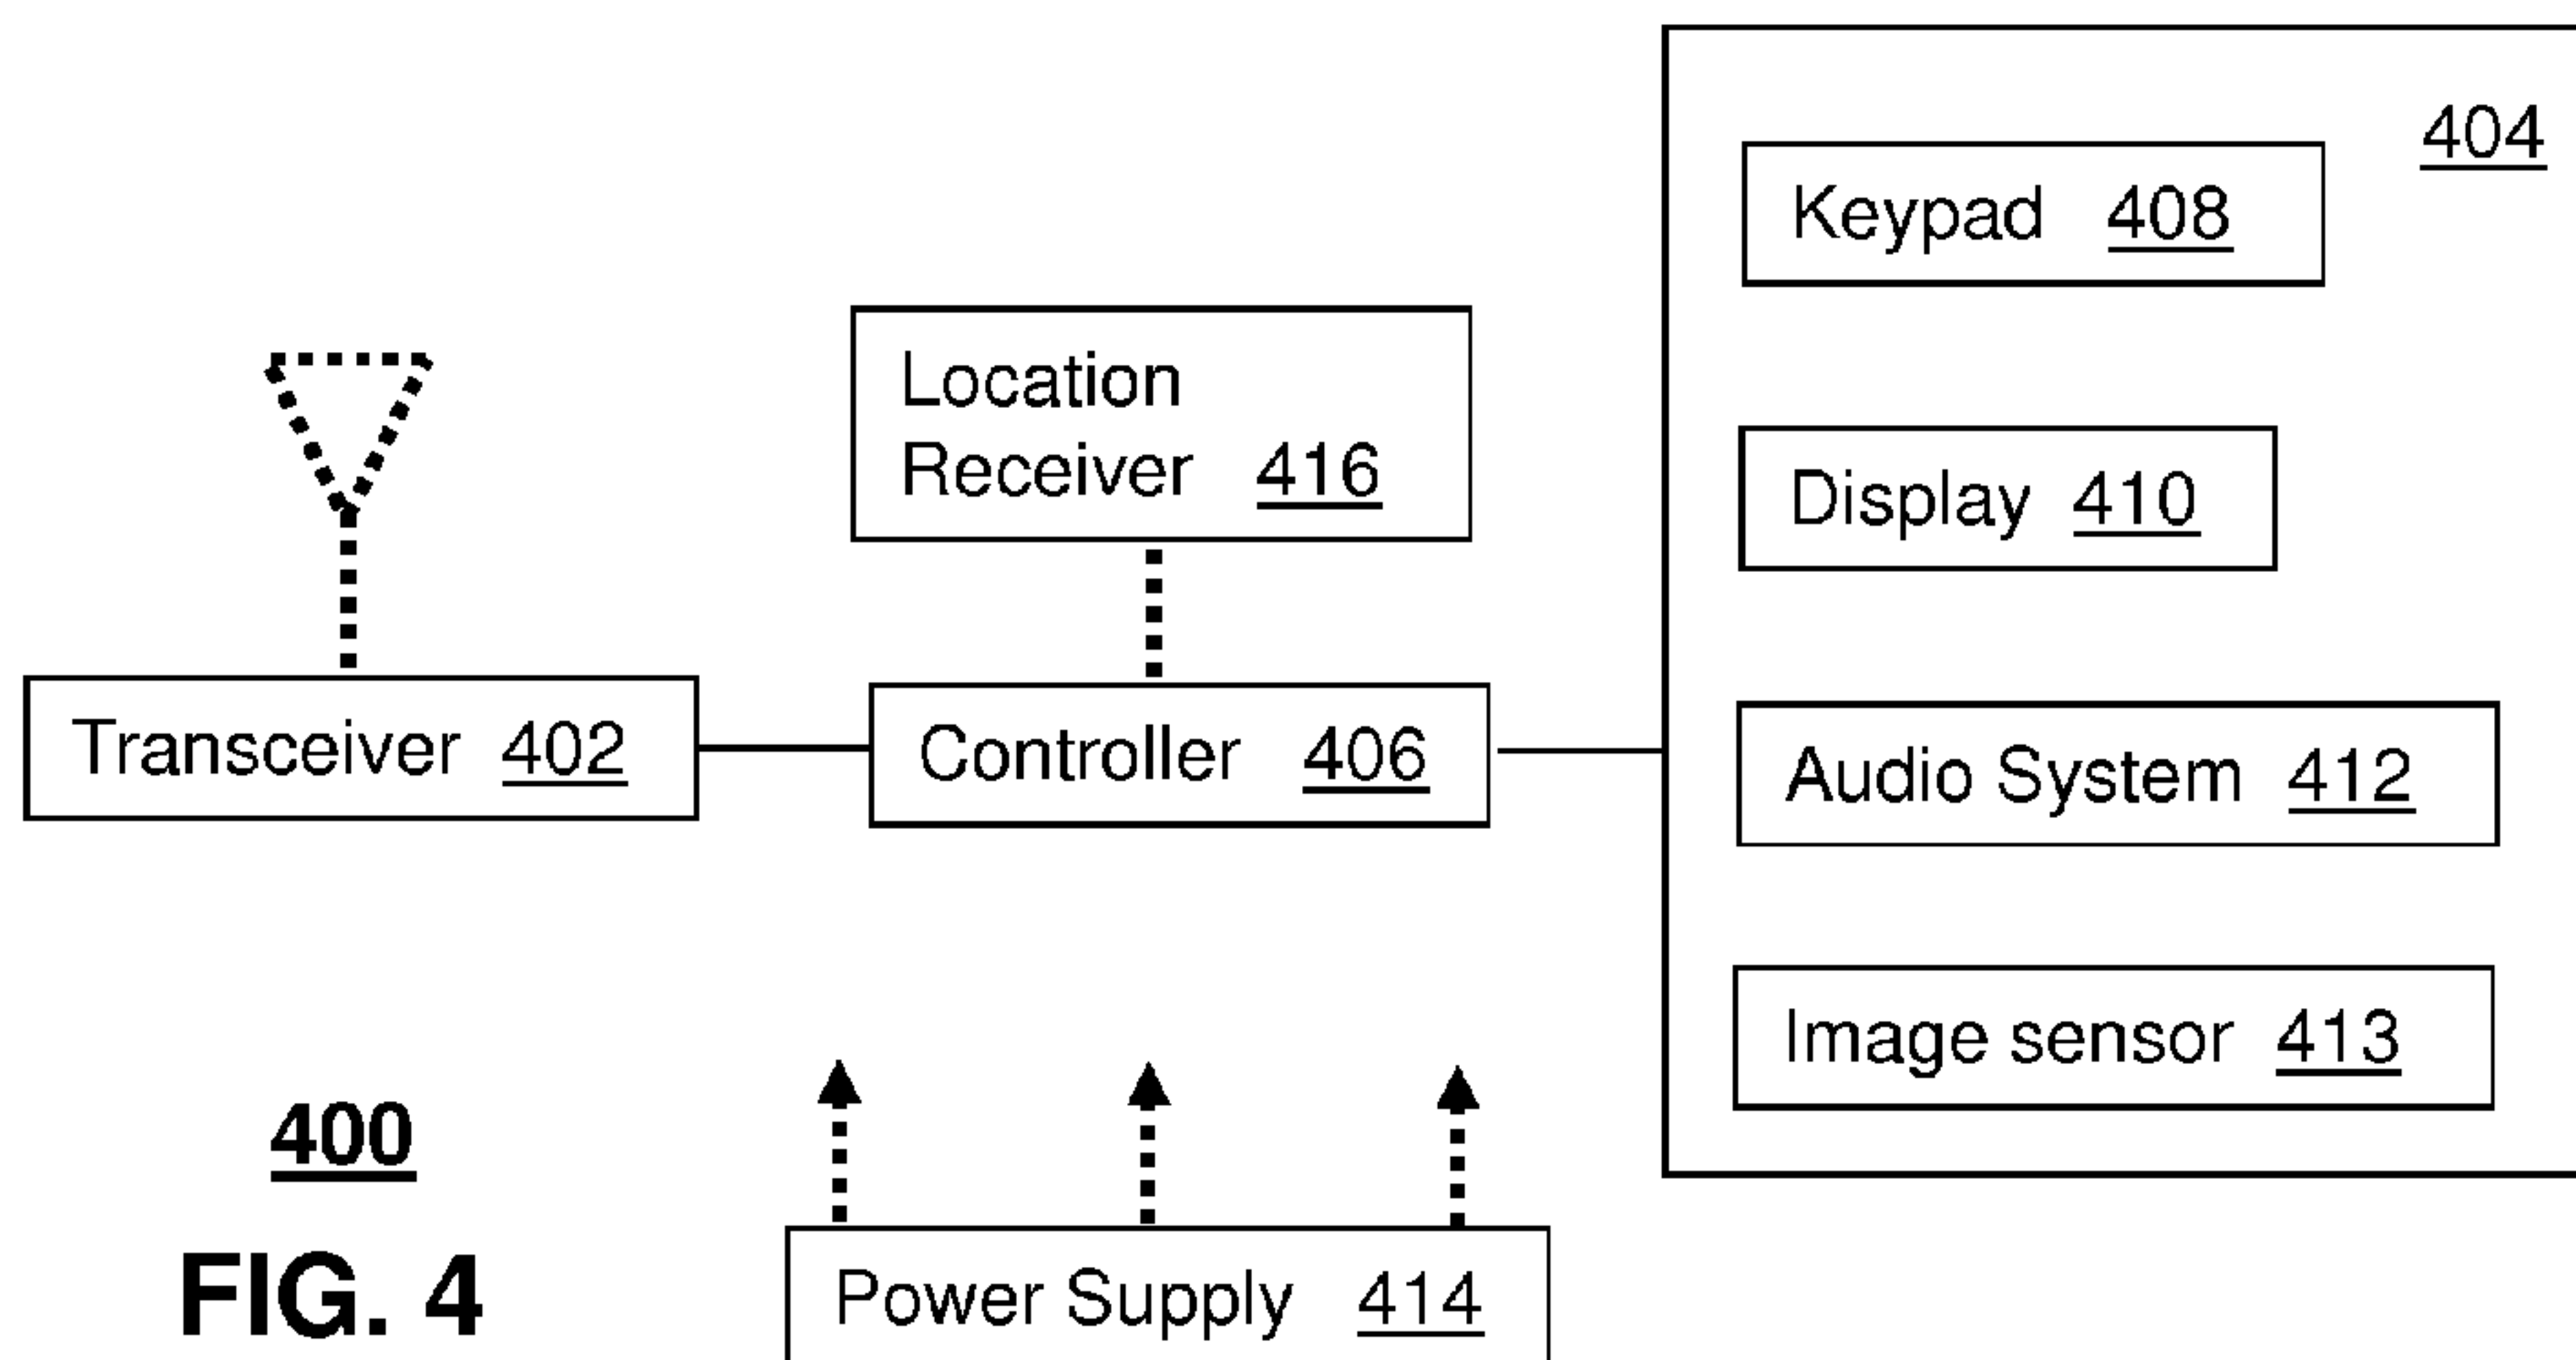 404
Keypad 408
Location
Receiver 416
Display 410
Transceiver 402
Controller 406
Audio System 412
Image sensor 413
400
FIG. 4
Power Supply 414